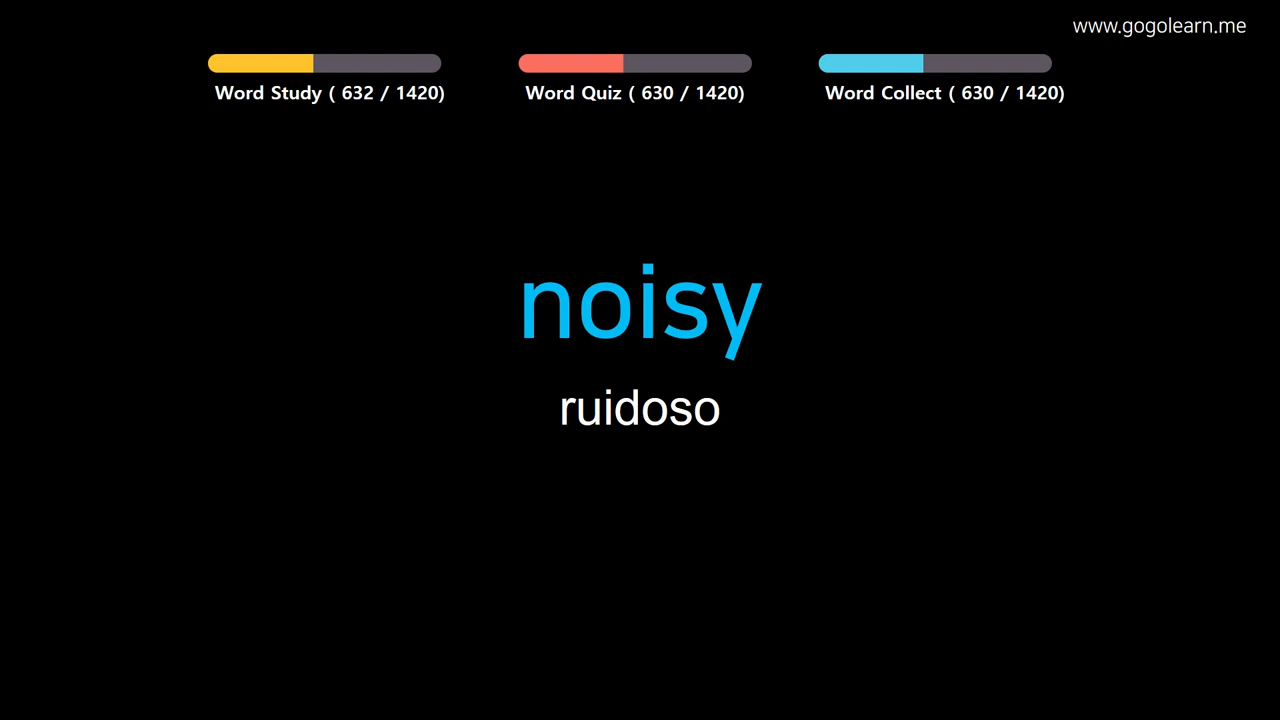 www.gogolearn.me
Word Study ( 632 / 1420)
Word Quiz ( 630 / 1420)
Word Collect ( 630 / 1420)
noisy
ruidoso